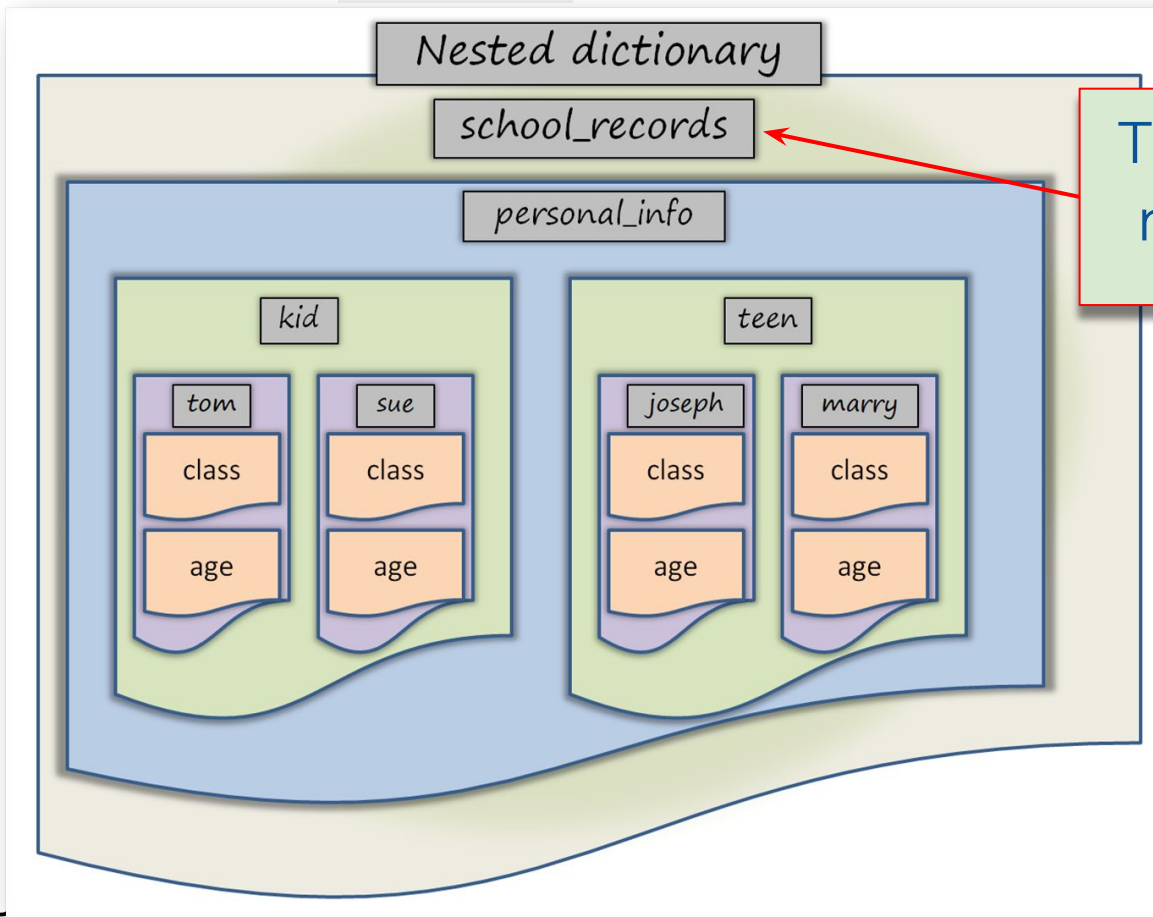 Nested dictionary
school_records
T
r
personal_info
kid
teen
tom
sue
joseph
marry
class
class
class
class
age
age
age
age